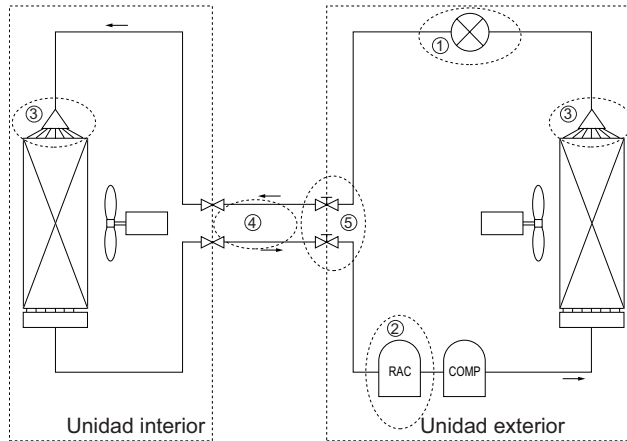 ①
③
③
④
⑤
②
RAC
COMP
Unidad interior
Unidad exterior